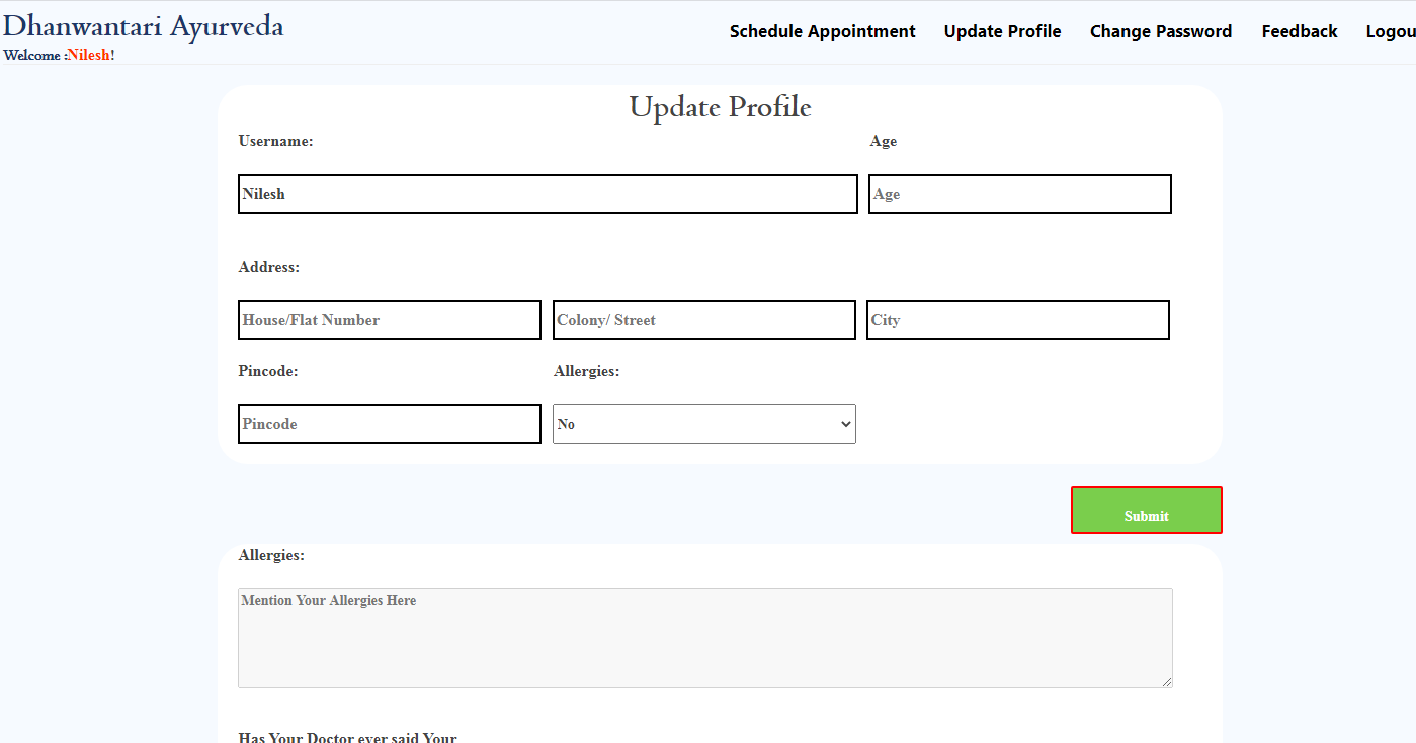 Dhanwantari Ayurveda
Welcome :Nilesh!
Schedule Appointment Update Profile Change Password Feedback Logou
Update Profile
Username: Age
Nilesh Age
Address:
House/Flat Number Colony/ Street City
Pincode: Allergies:
Pincode No
Submit
Allergies:
Mention Your Allergies Here
Has Your Doctor ever said Your